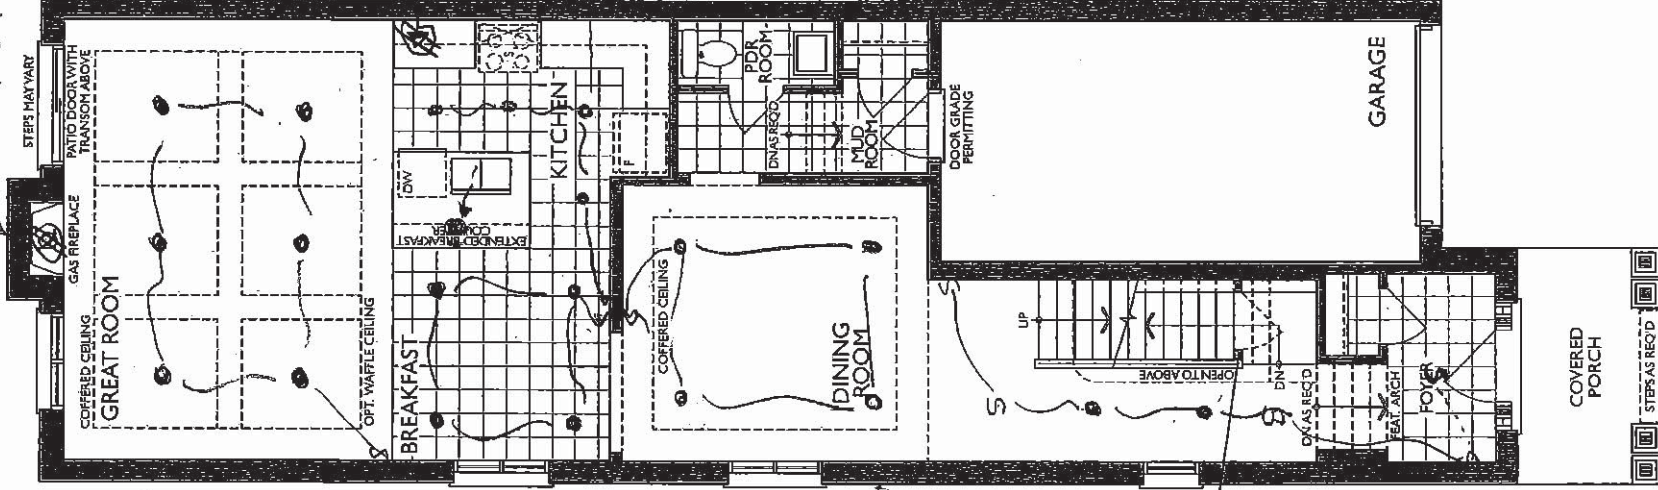 STEPS MAY VARY
PATIO DOOR WITH
TRANSOM ABOVE
GAS FIREPLACE
COFFERED CEILING
GREAT ROOM
OPT. WAFFLE CEILING
BREAKFAST
DW
EXTENDED BREAKFAST
COUNTER
KITCHEN
F
PDR
ROOM
DN AS REQ'D
MUD
ROOM
DOOR GRADE
PERMITTING
GARAGE
COFFERED CEILING
DINING
ROOM
UP
OPEN TO ABOVE
DN
DN AS REQ'D
FEAT. ARCH
FOYER
COVERED
PORCH
STEPS AS REQ'D